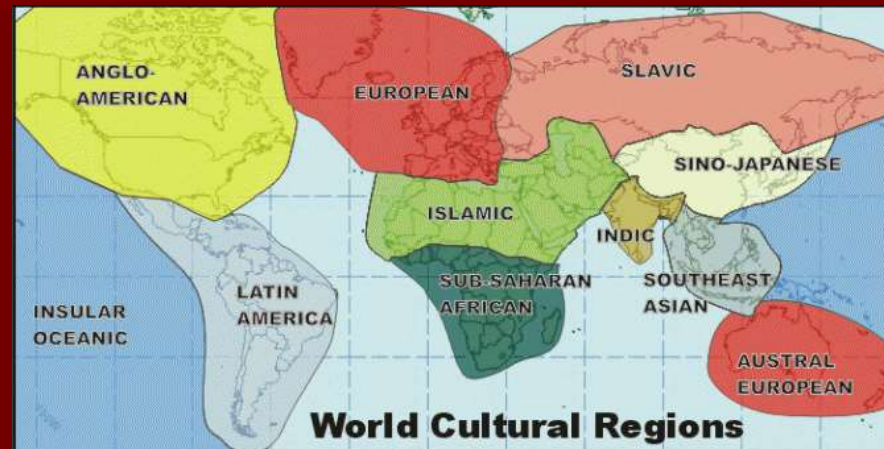 ANGLO-
AMERICAN
EUROPEAN
SLAVIC
SINO-JAPANESE
ISLAMIC
INDIC
INSULAR
OCEANIC
LATIN
AMERICA
SUB-SAHARAN
AFRICAN
SOUTHEAST
ASIAN
AUSTRAL
EUROPEAN
World Cultural Regions